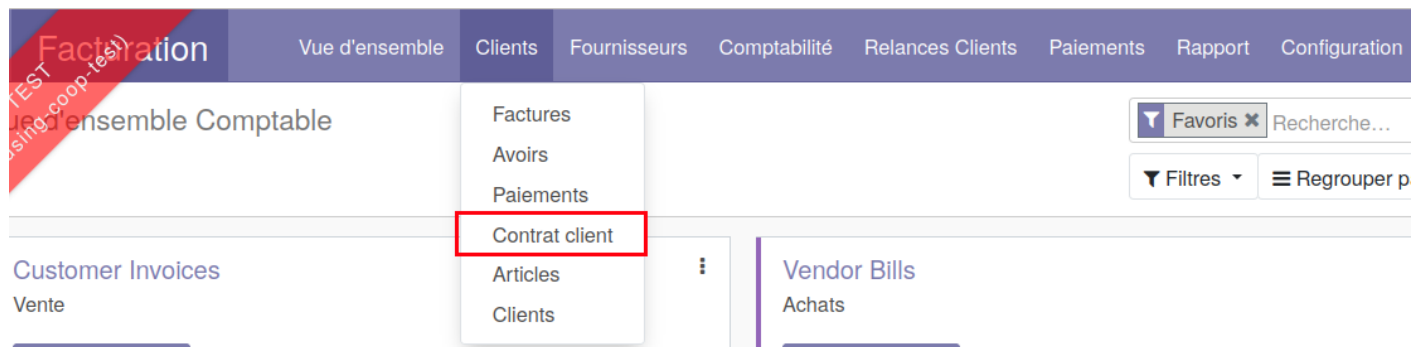 Facturation Vue d'ensemble Clients Fournisseurs Comptabilité Relances Clients Paiements Rapport Configuration
TEST
using-coop-test)
d'ensemble Comptable
Favoris ✖ Recherche...
Filtres Regrouper
Factures
Avoirs
Paiements
Contrat client
Articles
Clients
Customer Invoices
Vente
Vendor Bills
Achats